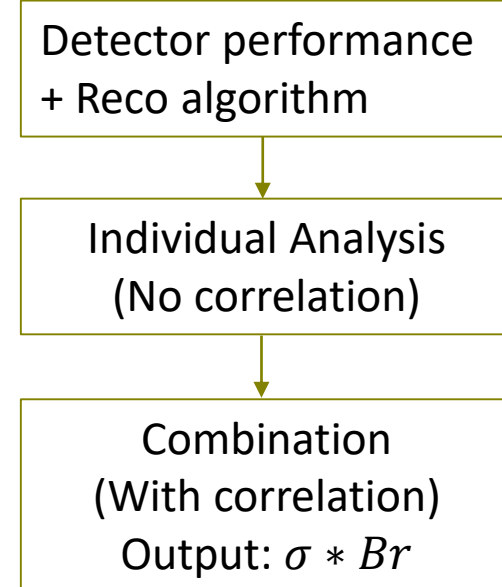 Detector performance
+ Reco algorithm
Individual Analysis
(No correlation)
Combination
(With correlation)
Output: σ * Br